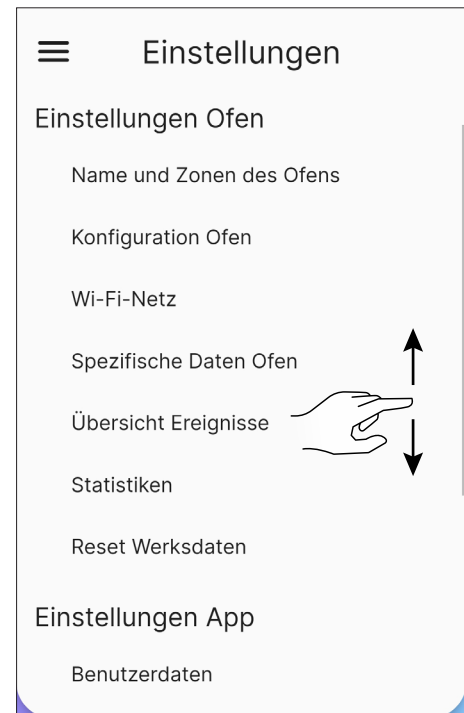 Einstellungen
Einstellungen Ofen
Name und Zonen des Ofens
Konfiguration Ofen
Wi-Fi-Netz
Spezifische Daten Ofen
Übersicht Ereignisse
Statistiken
Reset Werksdaten
Einstellungen App
Benutzerdaten